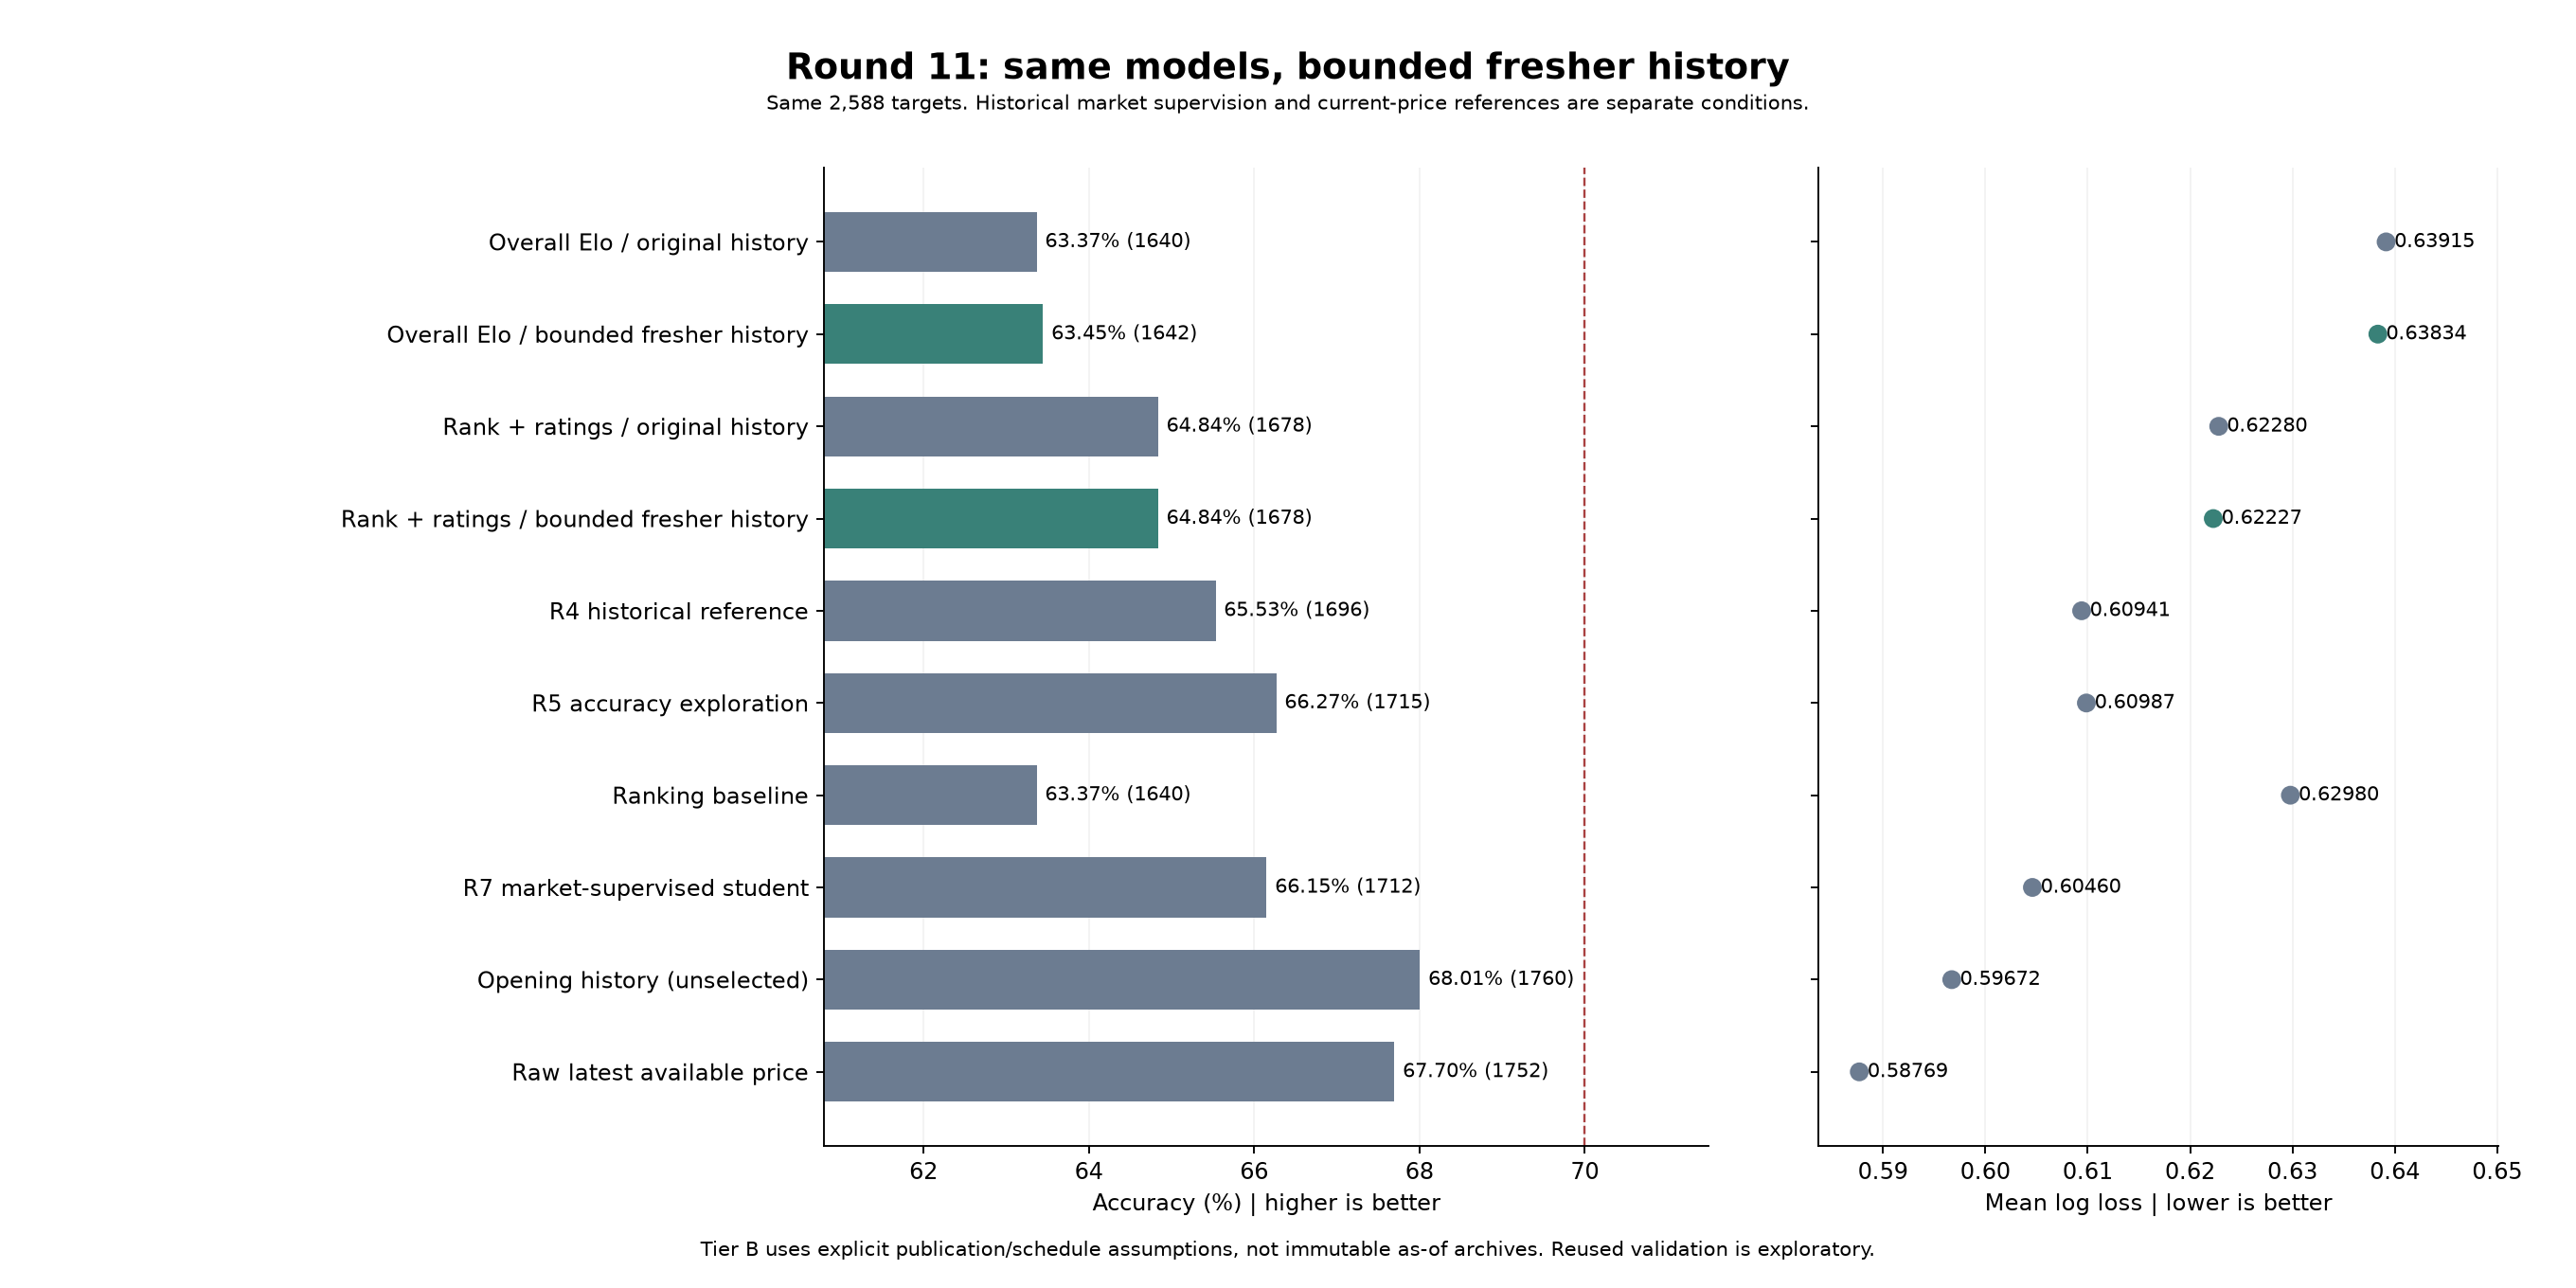 Round 11: same models, bounded fresher history
Same 2,588 targets. Historical market supervision and current-price references are separate conditions.
Overall Elo / original history 63.37% (1640) 0.63915
Overall Elo / bounded fresher history 63.45% (1642) 0.63834
Rank + ratings / original history 64.84% (1678) 0.62280
Rank + ratings / bounded fresher history 64.84% (1678) 0.62227
R4 historical reference 65.53% (1696) 0.60941
R5 accuracy exploration 66.27% (1715) 0.60987
Ranking baseline 63.37% (1640) 0.62980
R7 market-supervised student 66.15% (1712) 0.60460
Opening history (unselected) 68.01% (1760) 0.59672
Raw latest available price 67.70% (1752) 0.58769
62 64 66 68 70 0.59 0.60 0.61 0.62 0.63 0.64 0.65
Accuracy (%) | higher is better Mean log loss | lower is better
Tier B uses explicit publication/schedule assumptions, not immutable as-of archives. Reused validation is exploratory.